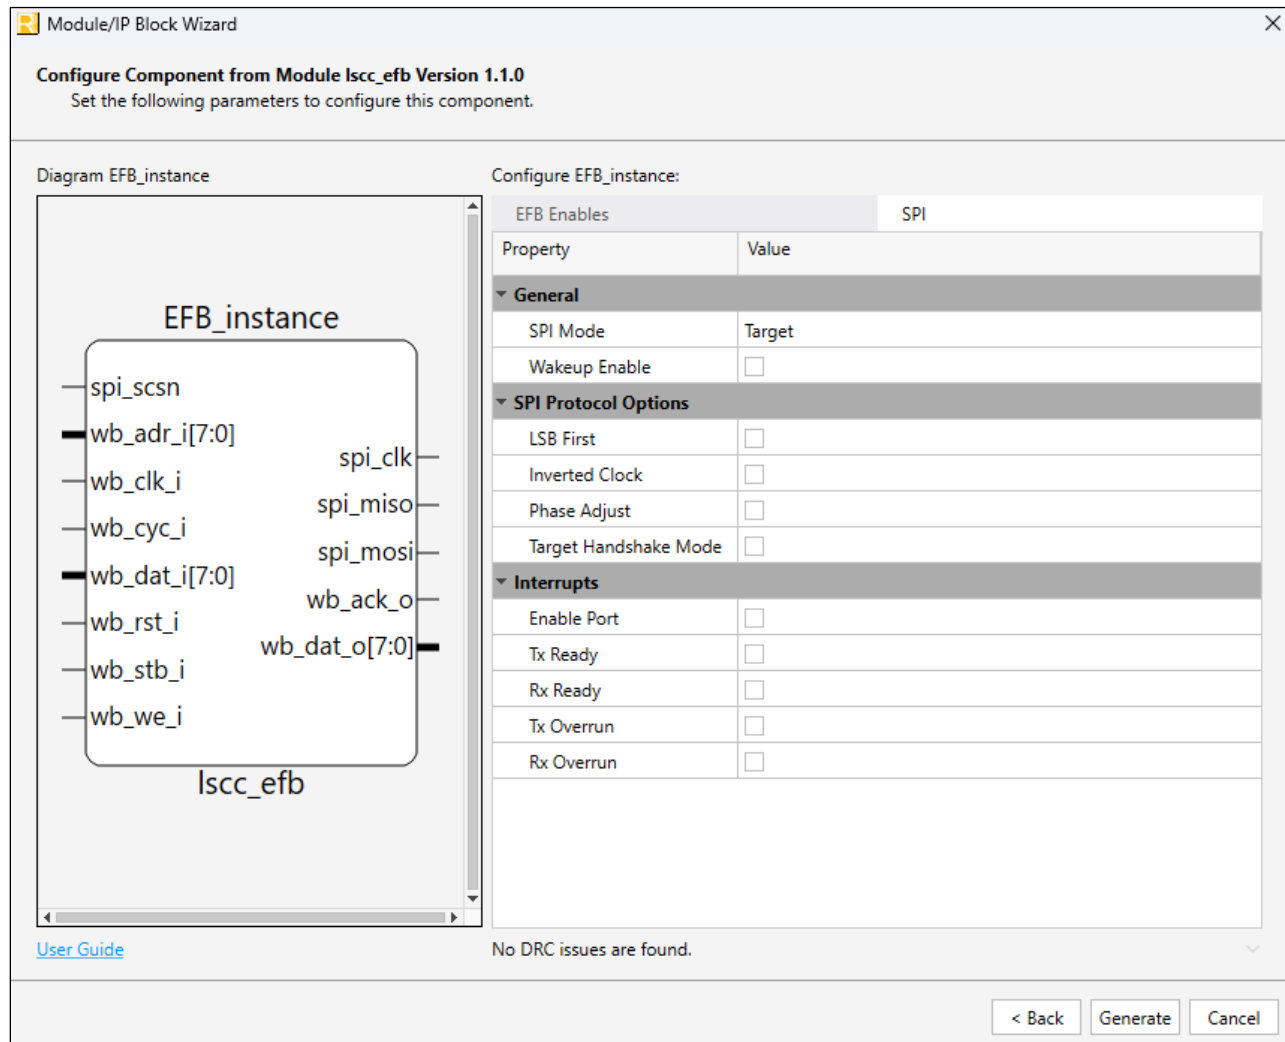 Module/IP Block Wizard
Configure Component from Module lscc_efb Version 1.1.0
Set the following parameters to configure this component.
Diagram EFB_instance
EFB_instance
spi_scsn
wb_adr_i[7:0]
wb_clk_i
wb_cyc_i
wb_dat_i[7:0]
wb_rst_i
wb_stb_i
wb_we_i
spi_clk
spi_miso
spi_mosi
wb_ack_o
wb_dat_o[7:0]
lscc_efb
User Guide
Configure EFB_instance:
EFB Enables SPI
Property Value
General
SPI Mode Target
Wakeup Enable
SPI Protocol Options
LSB First
Inverted Clock
Phase Adjust
Target Handshake Mode
Interrupts
Enable Port
Tx Ready
Rx Ready
Tx Overrun
Rx Overrun
No DRC issues are found.
< Back Generate Cancel